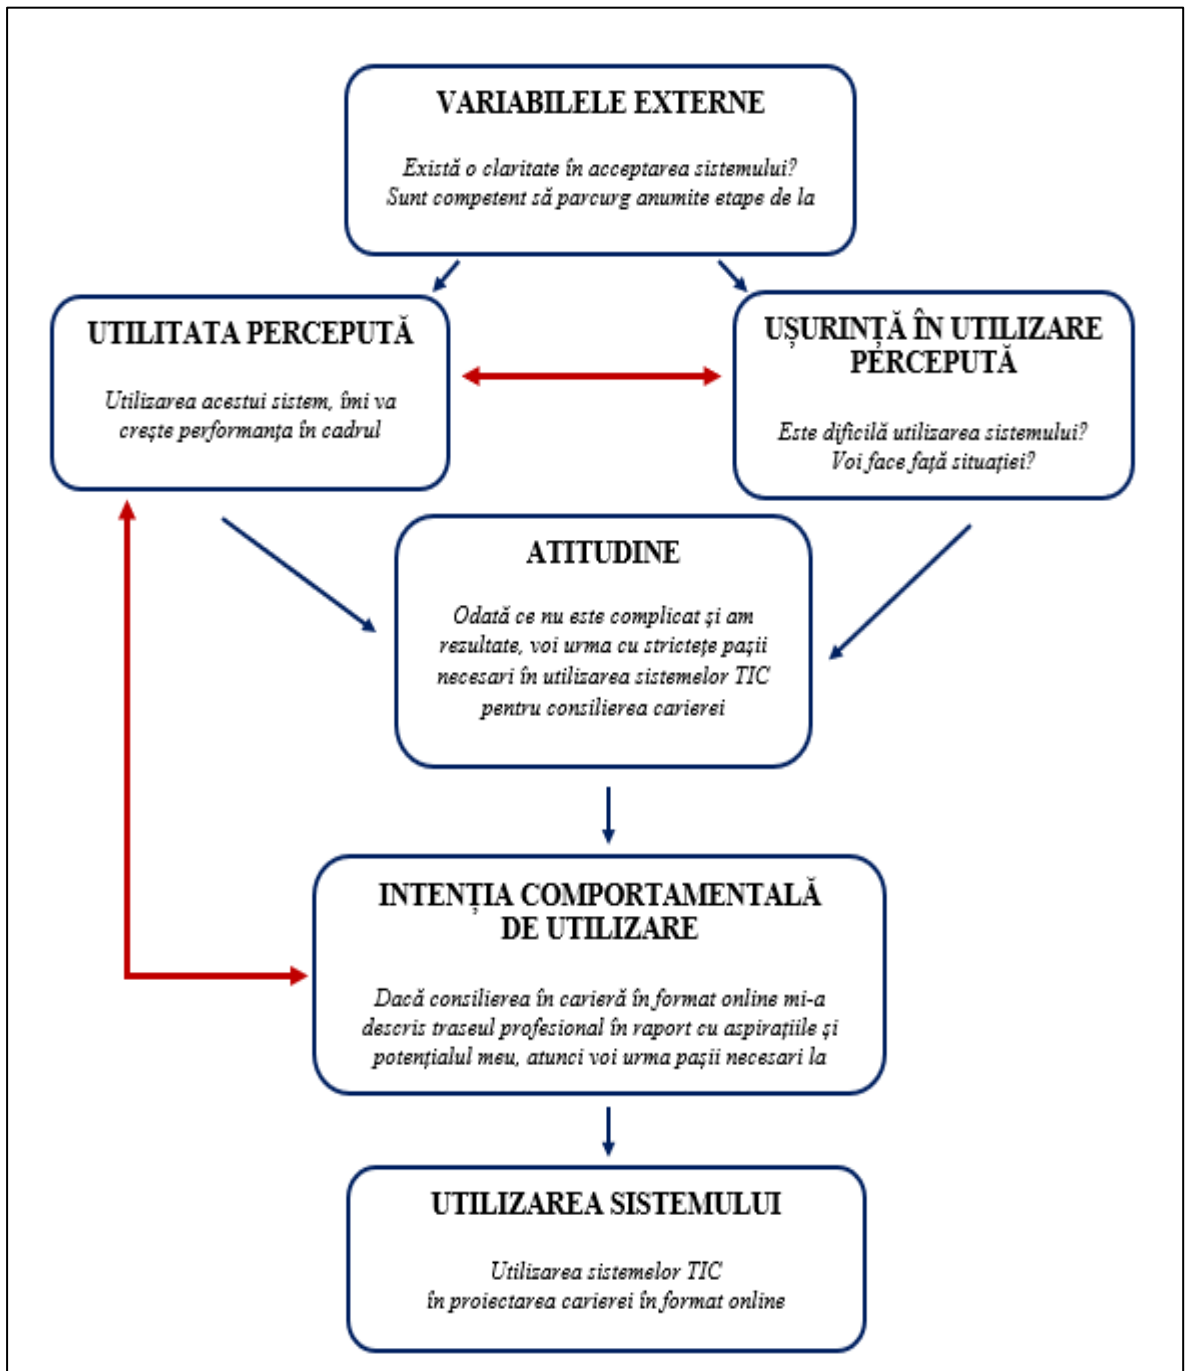 VARIABILELE EXTERNE
Există o claritate în acceptarea sistemului?
Sunt competent să parcurg anumite etape de la
UTILITATA PERCEPUTĂ
Utilizarea acestui sistem, îmi va
crește performanța în cadrul
UȘURINȚĂ ÎN UTILIZARE
PERCEPUTĂ
Este dificilă utilizarea sistemului?
Voi face față situației?
ATITUDINE
Odată ce nu este complicat și am
rezultate, voi urma cu strictețe pașii
necesari în utilizarea sistemelor TIC
pentru consilierea carierei
INTENȚIA COMPORTAMENTALĂ
DE UTILIZARE
Dacă consilierea în carieră în format online mi-a
descris traseul profesional în raport cu aspirațiile și
potențialul meu, atunci voi urma pașii necesari la
UTILIZAREA SISTEMULUI
Utilizarea sistemelor TIC
în proiectarea carierei în format online